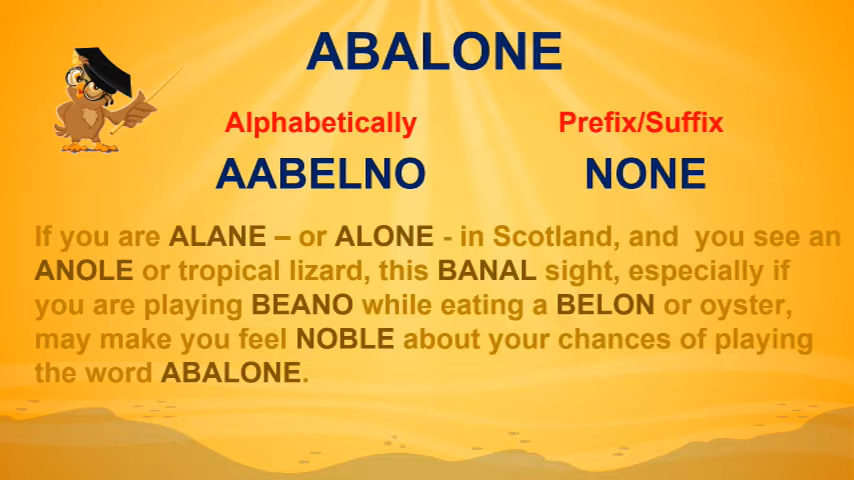 ABALONE
Alphabetically
Prefix/Suffix
AABELNO
NONE
If you are ALANE – or ALONE - in Scotland, and  you see an
ANOLE or tropical lizard, this BANAL sight, especially if
you are playing BEANO while eating a BELON or oyster,
may make you feel NOBLE about your chances of playing
the word ABALONE.